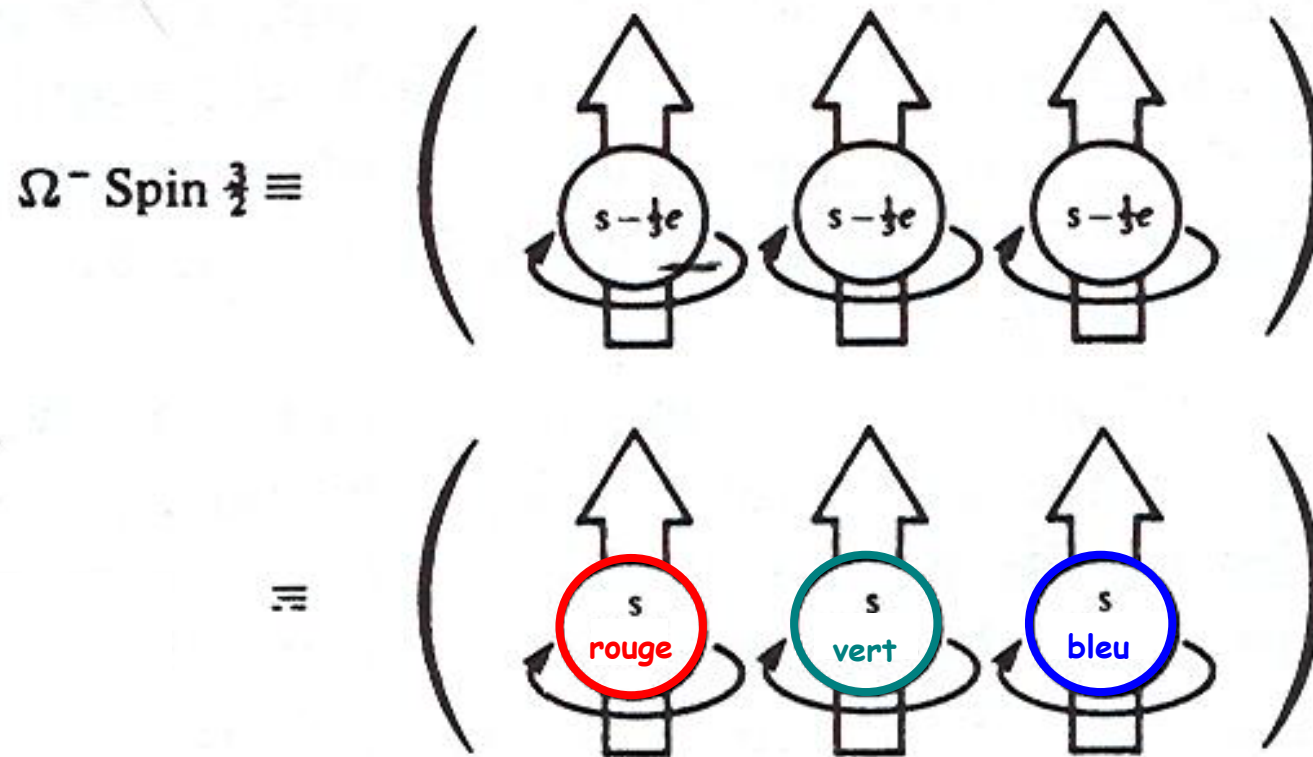 Ω⁻ Spin 3/2 ≡
s – 1/3e
s – 1/3e
s – 1/3e
≡
s
rouge
s
vert
s
bleu